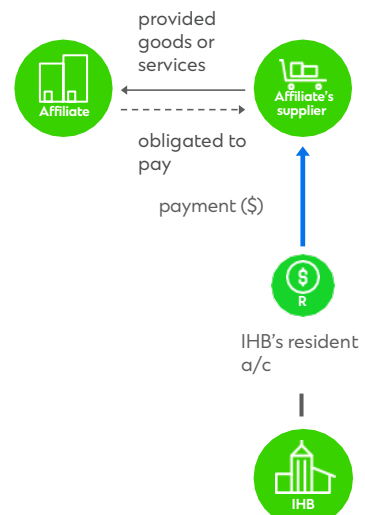 provided
goods or
services
Affiliate
Affiliate's
supplier
obligated to
pay
payment ($)
$
R
IHB's resident
a/c
IHB